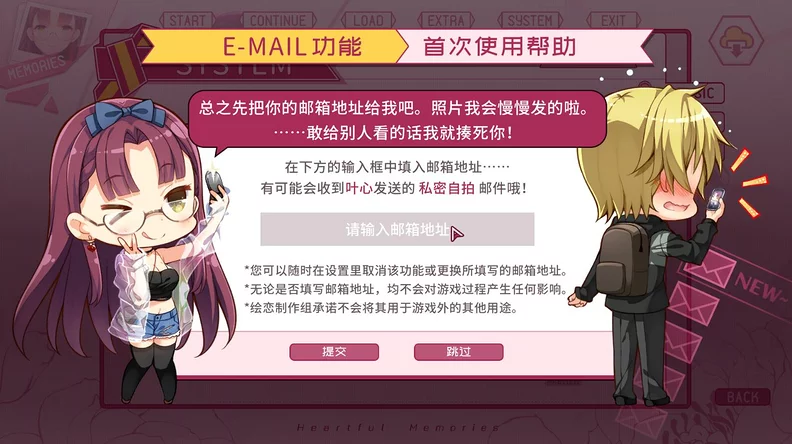 START
CONTINUE
LOAD
EXTRA
SYSTEM
EXIT
MEMORIES
E-MAIL功能
首次使用帮助
SYSTEM
总之先把你的邮箱地址给我吧。照片我会慢慢发的啦。
……敢给别人看的话我就揍死你！
在下方的输入框中填入邮箱地址……
有可能会收到叶心发送的 私密自拍 邮件哦！
请输入邮箱地址
*您可以随时在设置里取消该功能或更换所填写的邮箱地址。
*无论是否填写邮箱地址，均不会对游戏过程产生任何影响。
*绘恋制作组承诺不会将其用于游戏外的其他用途。
NEW~
提交
跳过
BACK
Heartful Memories